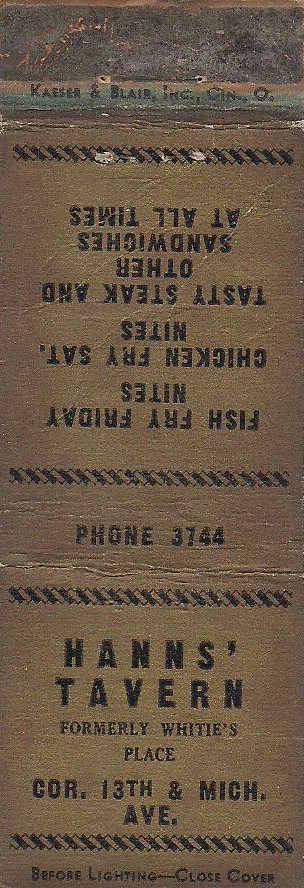 KAESER & BLAIR, INC., CIN., O.
FISH FRY FRIDAY
NITES
CHICKEN FRY SAT.
NITES
TASTY STEAK AND
OTHER
SANDWICHES
AT ALL TIMES
PHONE 3744
HANNS'
TAVERN
FORMERLY WHITIE'S
PLACE
COR. 13TH & MICH.
AVE.
BEFORE LIGHTING—CLOSE COVER